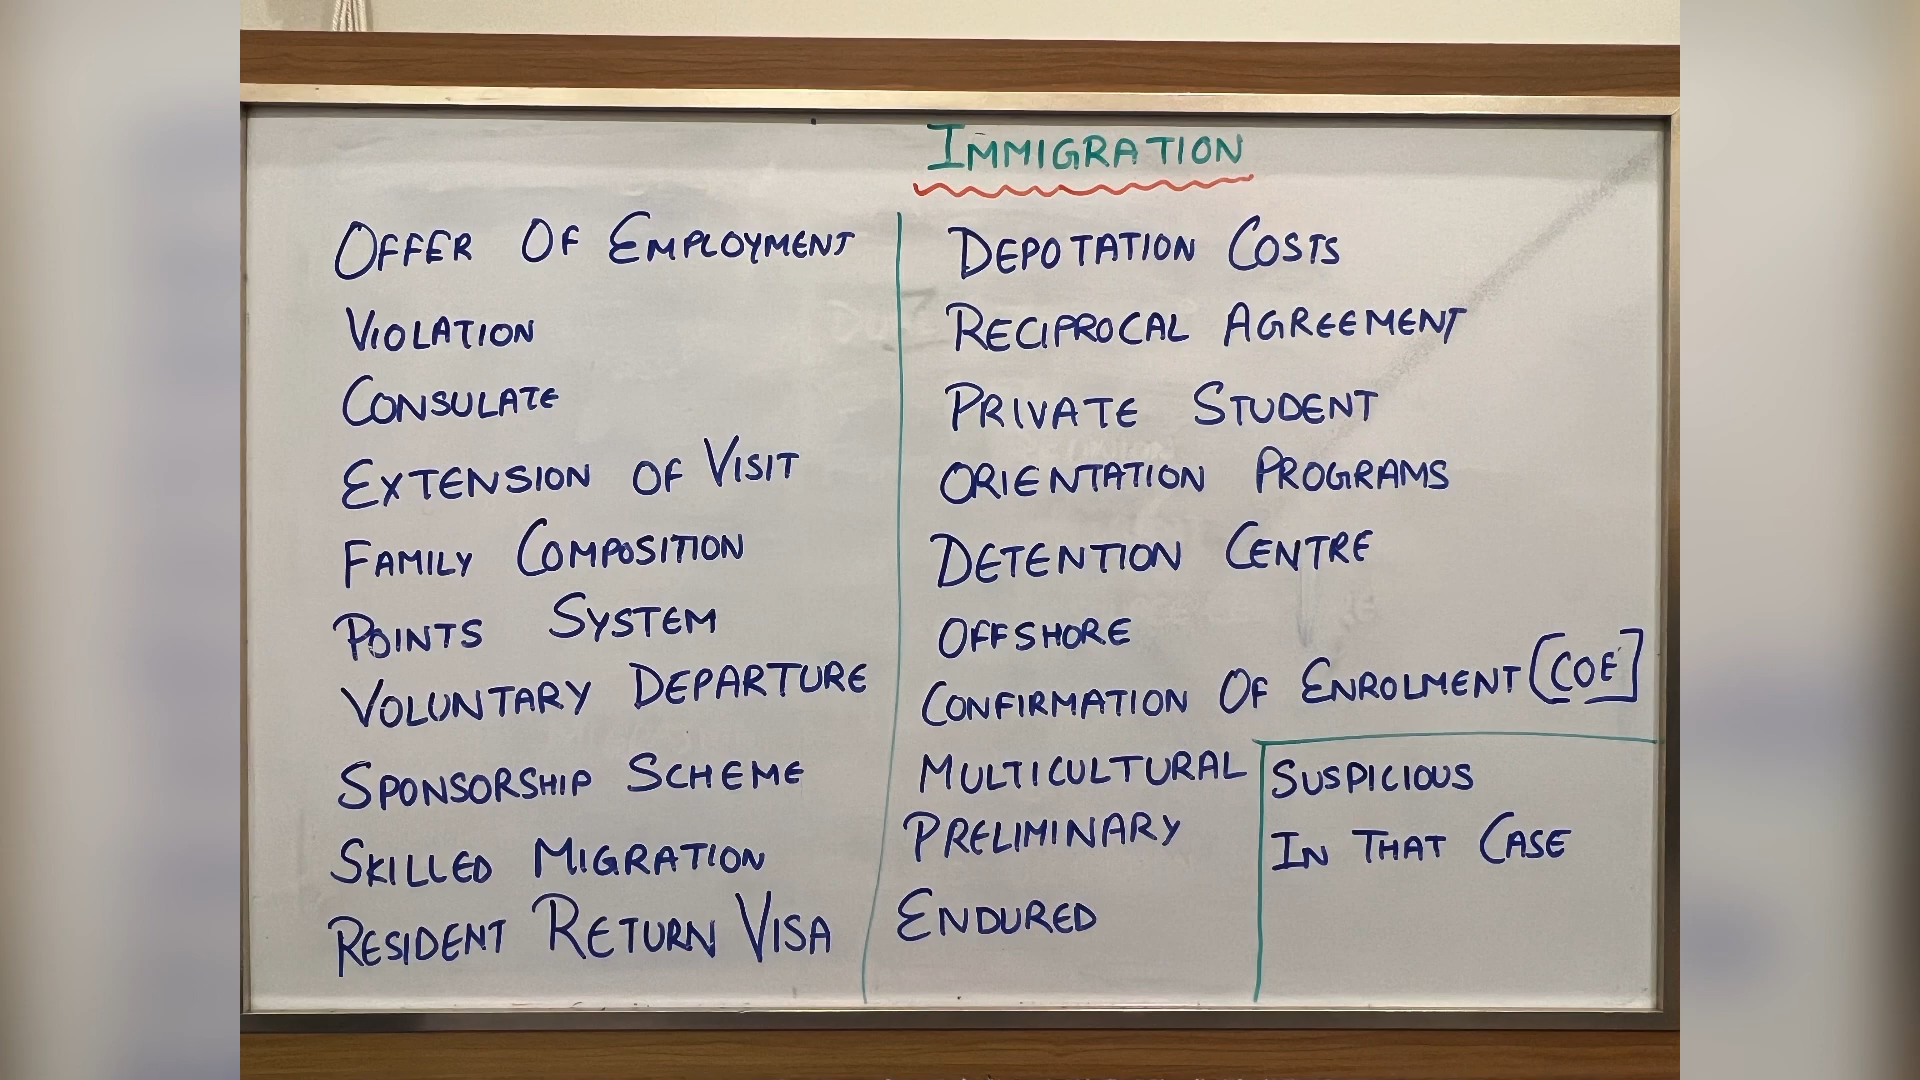 IMMIGRATION
OFFER OF EMPLOYMENT
VIOLATION
CONSULATE
EXTENSION OF VISIT
FAMILY COMPOSITION
POINTS SYSTEM
VOLUNTARY DEPARTURE
SPONSORSHIP SCHEME
SKILLED MIGRATION
RESIDENT RETURN VISA
DEPOTATION COSTS
RECIPROCAL AGREEMENT
PRIVATE STUDENT
ORIENTATION PROGRAMS
DETENTION CENTRE
OFFSHORE
CONFIRMATION OF ENROLMENT [COE]
MULTICULTURAL
PRELIMINARY
ENDURED
SUSPICIOUS
IN THAT CASE